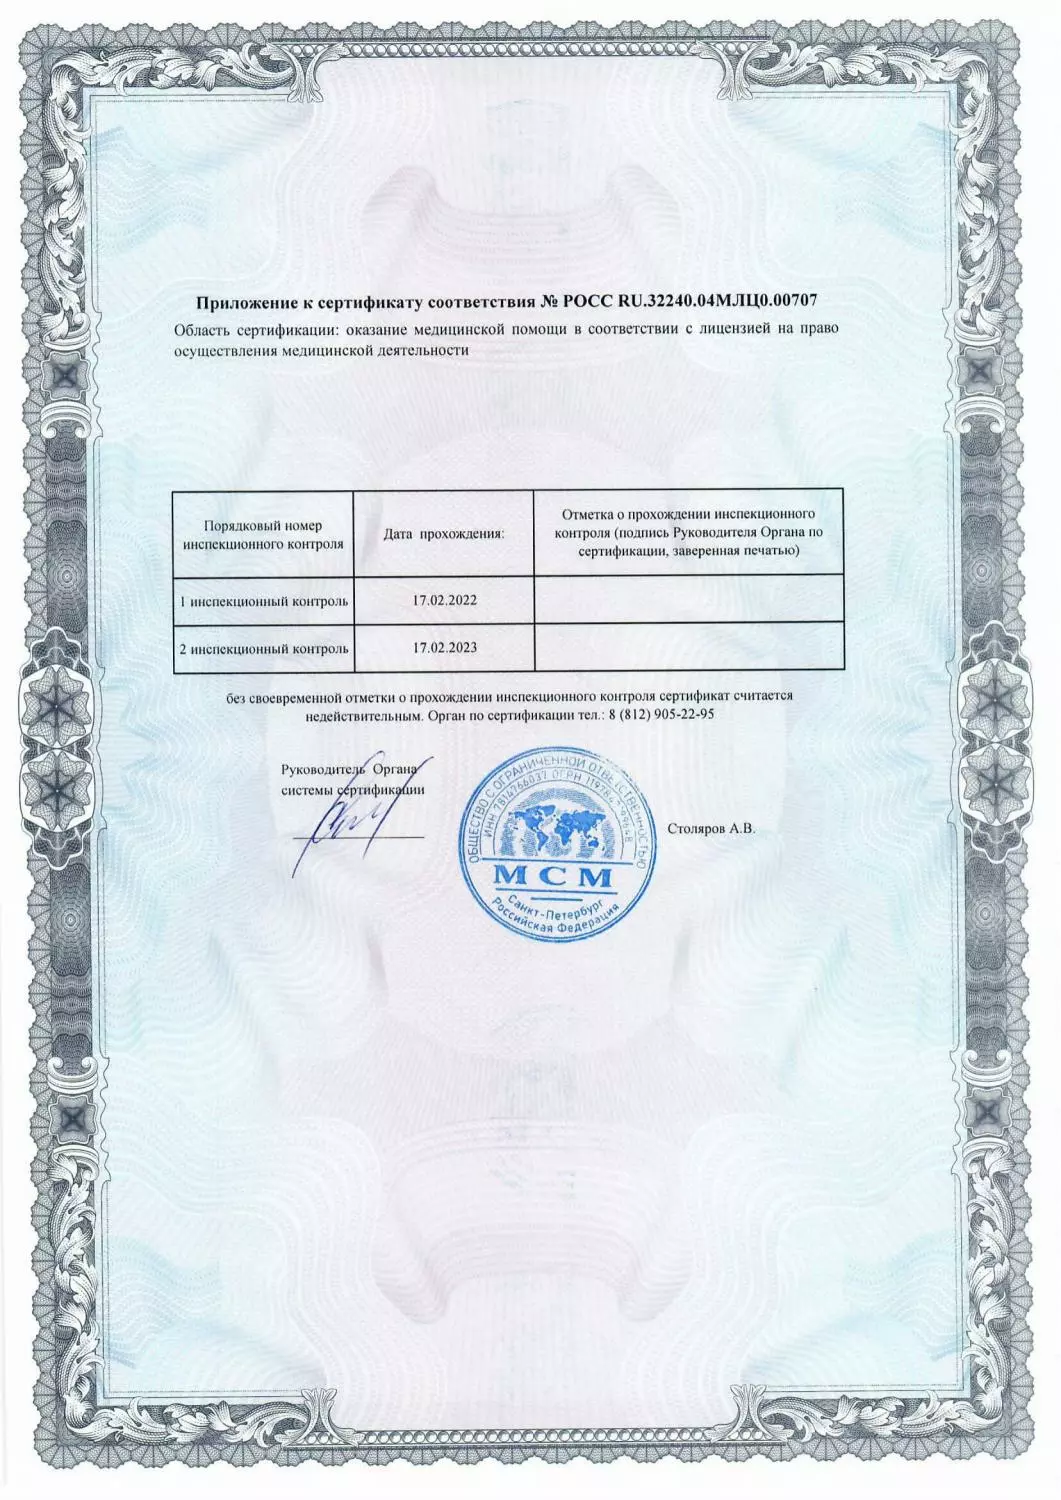 Приложение к сертификату соответствия № РОСС RU.32240.04МЛЦ0.00707
Область сертификации: оказание медицинской помощи в соответствии с лицензией на право
осуществления медицинской деятельности
Порядковый номер
инспекционного контроля
Дата прохождения:
Отметка о прохождении инспекционного
контроля (подпись Руководителя Органа по
сертификации, заверенная печатью)
1 инспекционный контроль
17.02.2022
2 инспекционный контроль
17.02.2023
без своевременной отметки о прохождении инспекционного контроля сертификат считается
недействительным. Орган по сертификации тел.: 8 (812) 905-22-95
Руководитель Органа
системы сертификации
Столяров А.В.
ОБЩЕСТВО С ОГРАНИЧЕННОЙ ОТВЕТСТВЕННОСТЬЮ
ИНН 7814766037 ОГРН
МСМ
Санкт-Петербург
Российская Федерация